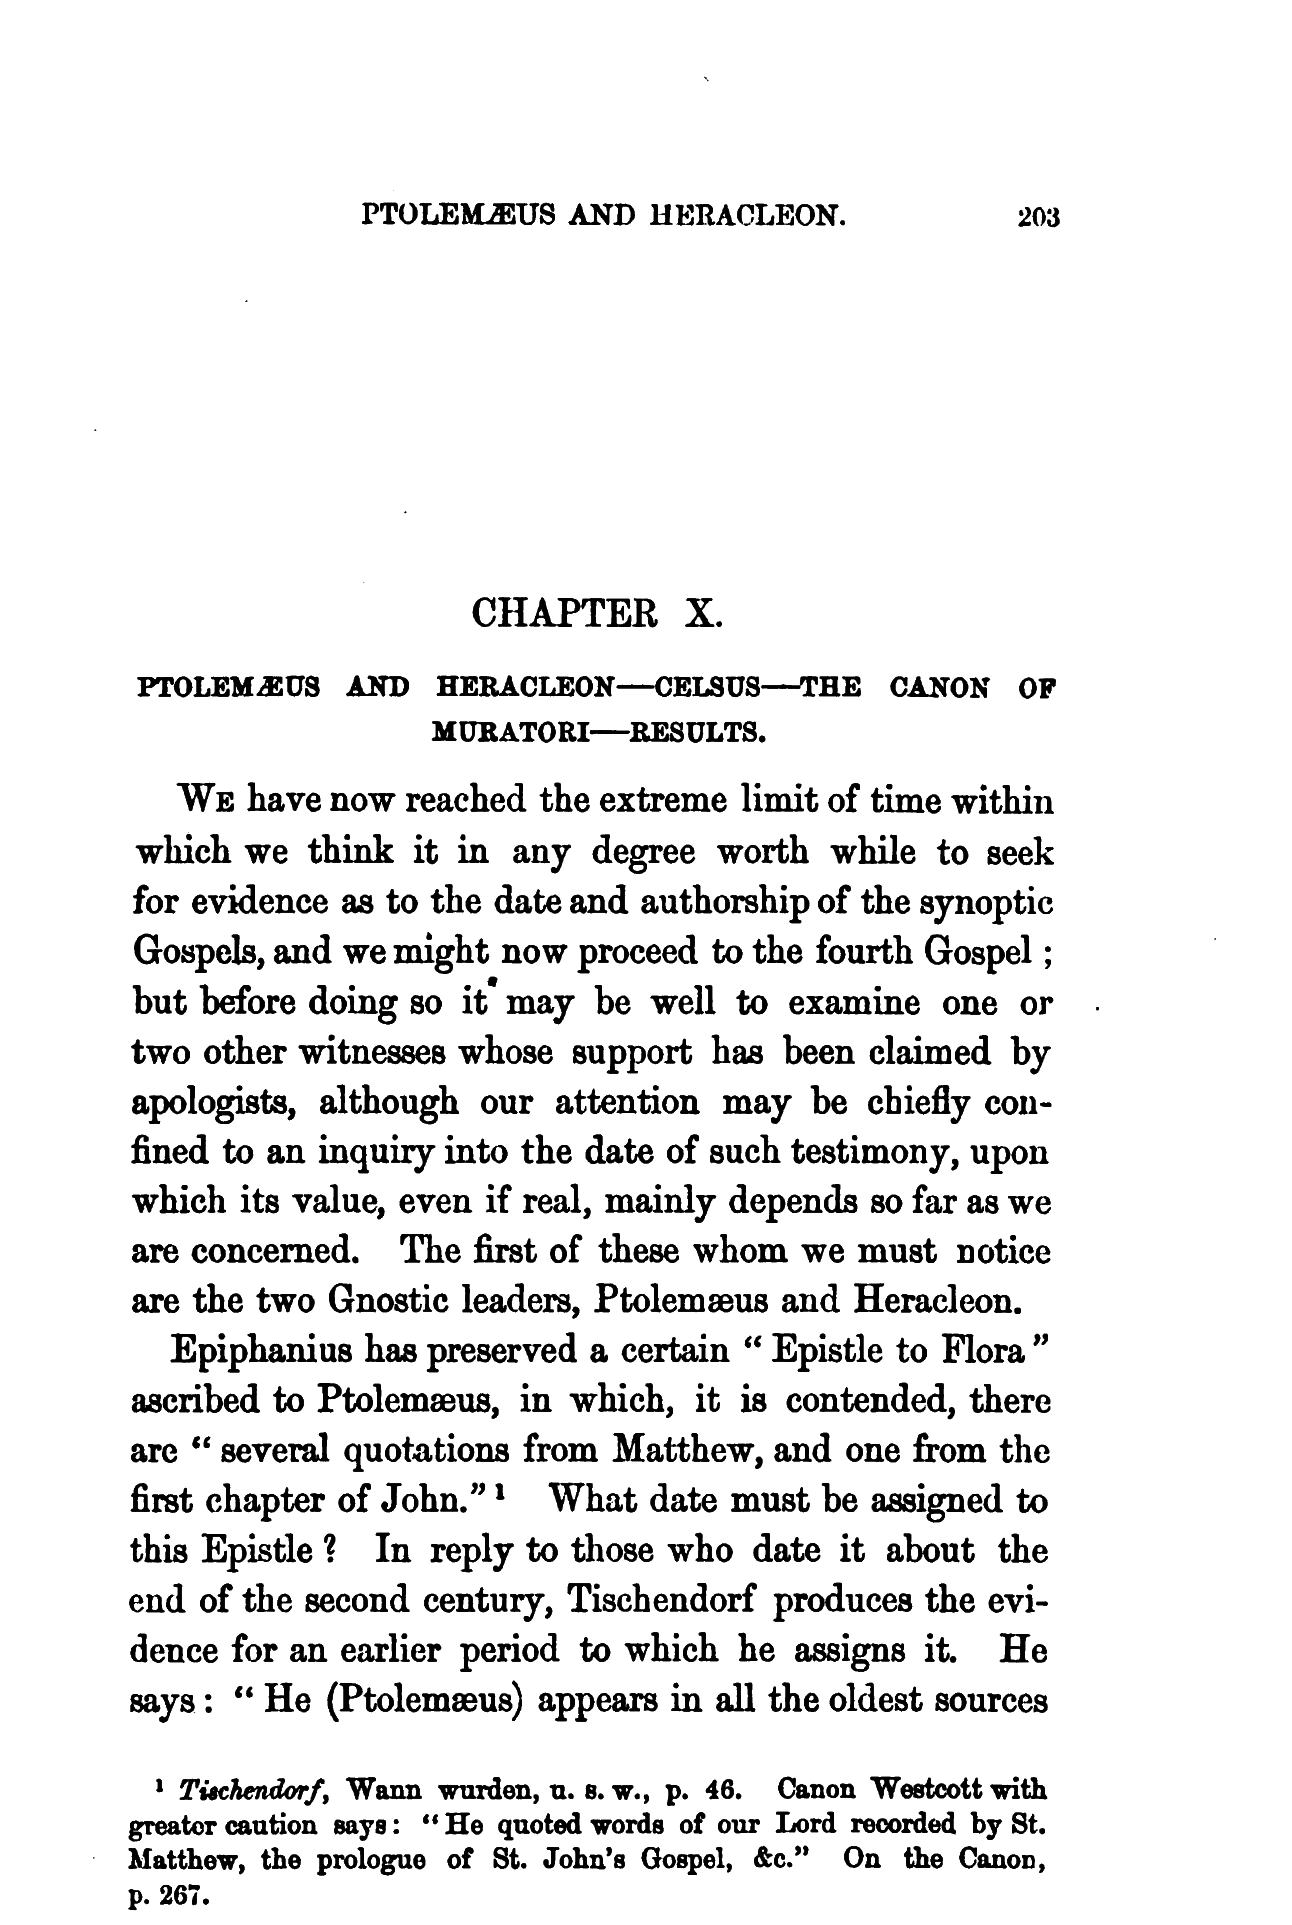 PTOLEMÆUS AND HERACLEON. 203
CHAPTER X.
PTOLEMÆUS AND HERACLEON—CELSUS—THE CANON OF
MURATORI—RESULTS.
WE have now reached the extreme limit of time within
which we think it in any degree worth while to seek
for evidence as to the date and authorship of the synoptic
Gospels, and we might now proceed to the fourth Gospel ;
but before doing so it may be well to examine one or
two other witnesses whose support has been claimed by
apologists, although our attention may be chiefly con-
fined to an inquiry into the date of such testimony, upon
which its value, even if real, mainly depends so far as we
are concerned. The first of these whom we must notice
are the two Gnostic leaders, Ptolemæus and Heracleon.
Epiphanius has preserved a certain “ Epistle to Flora ”
ascribed to Ptolemæus, in which, it is contended, there
are “ several quotations from Matthew, and one from the
first chapter of John.” ¹ What date must be assigned to
this Epistle ? In reply to those who date it about the
end of the second century, Tischendorf produces the evi-
dence for an earlier period to which he assigns it. He
says : “ He (Ptolemæus) appears in all the oldest sources
¹ Tischendorf, Wann wurden, u. s. w., p. 46. Canon Westcott with
greater caution says : “ He quoted words of our Lord recorded by St.
Matthew, the prologue of St. John’s Gospel, &c.” On the Canon,
p. 267.